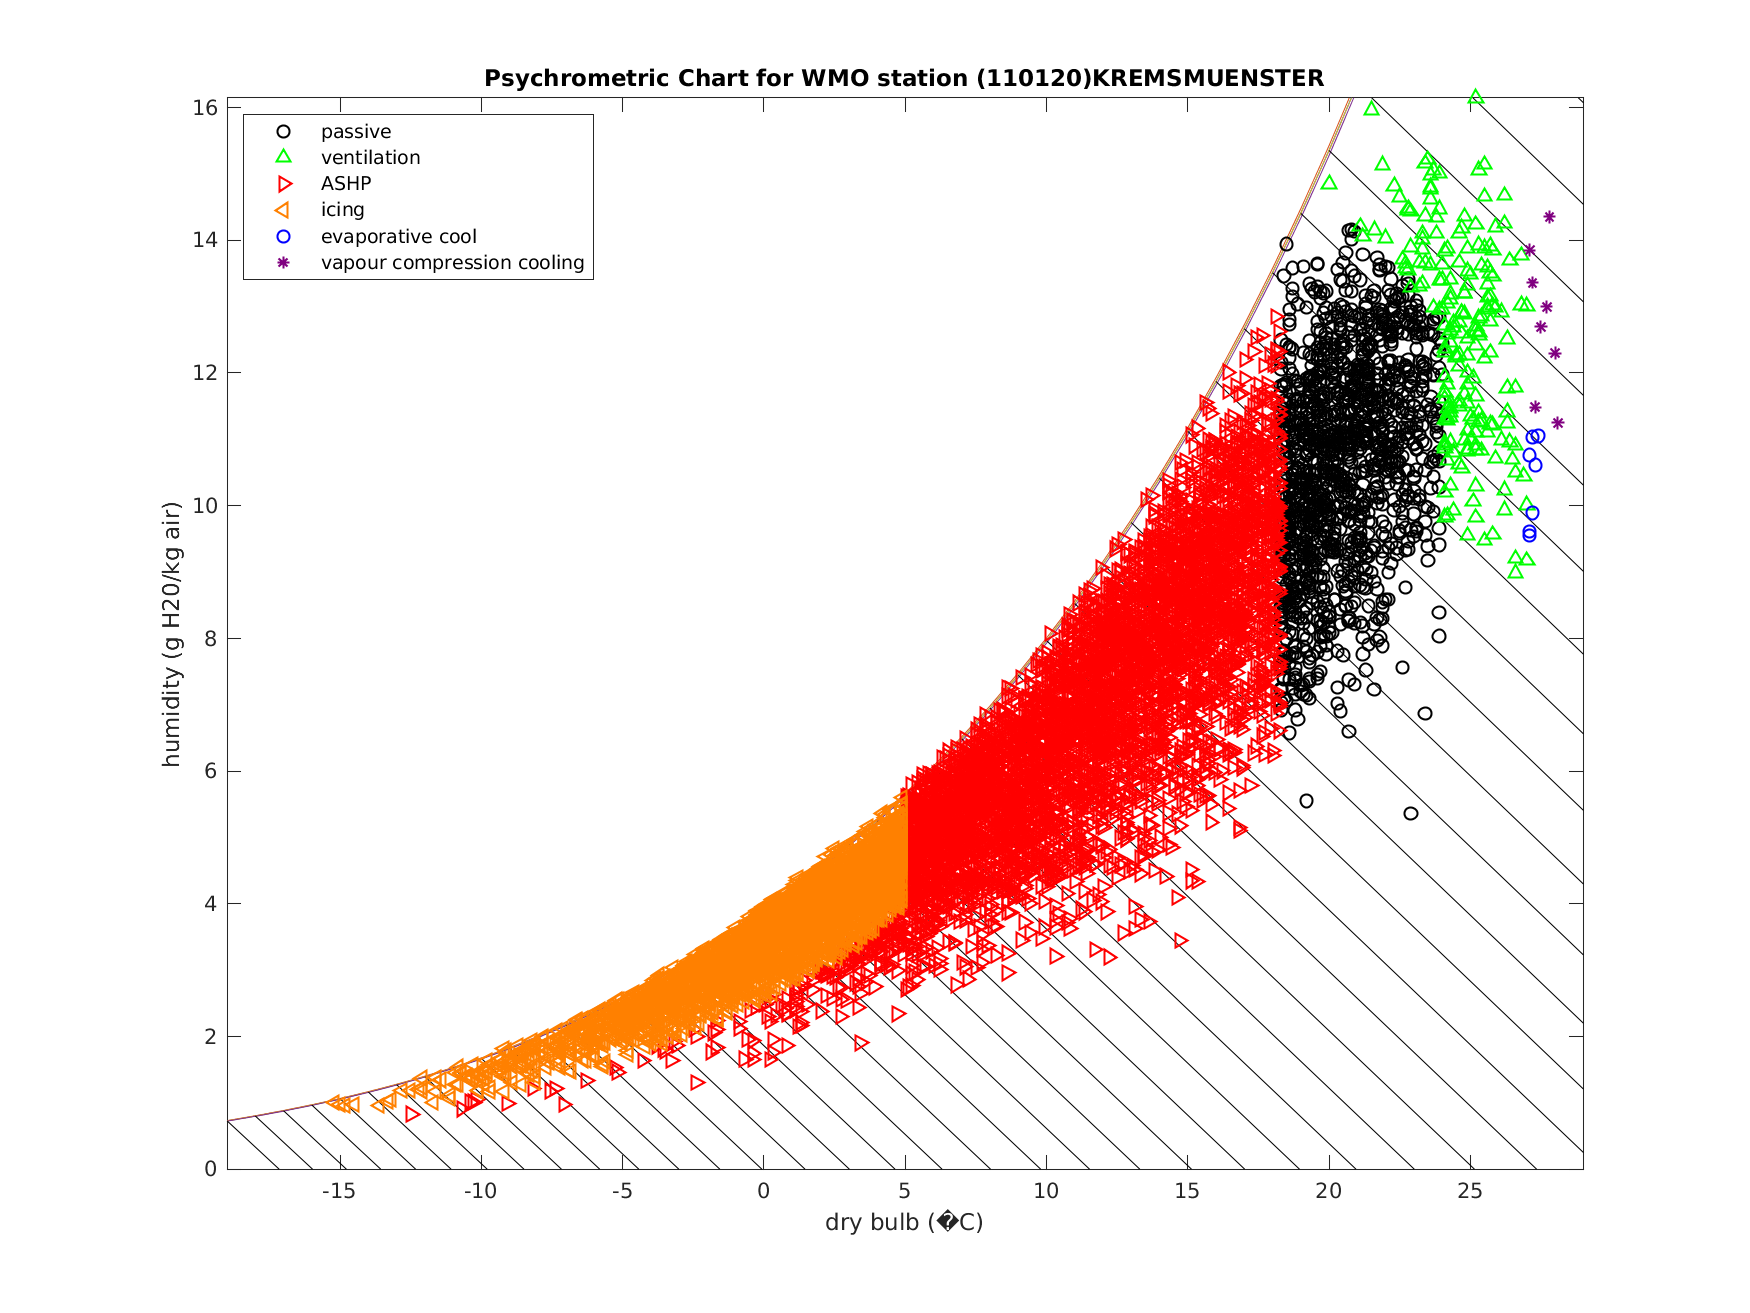 Psychrometric Chart for WMO station (110120)KREMSMUENSTER
16
14
12
10
8
6
4
2
0
humidity (g H20/kg air)
passive
ventilation
ASHP
icing
evaporative cool
vapour compression cooling
-15 -10 -5 0 5 10 15 20 25
dry bulb (�C)